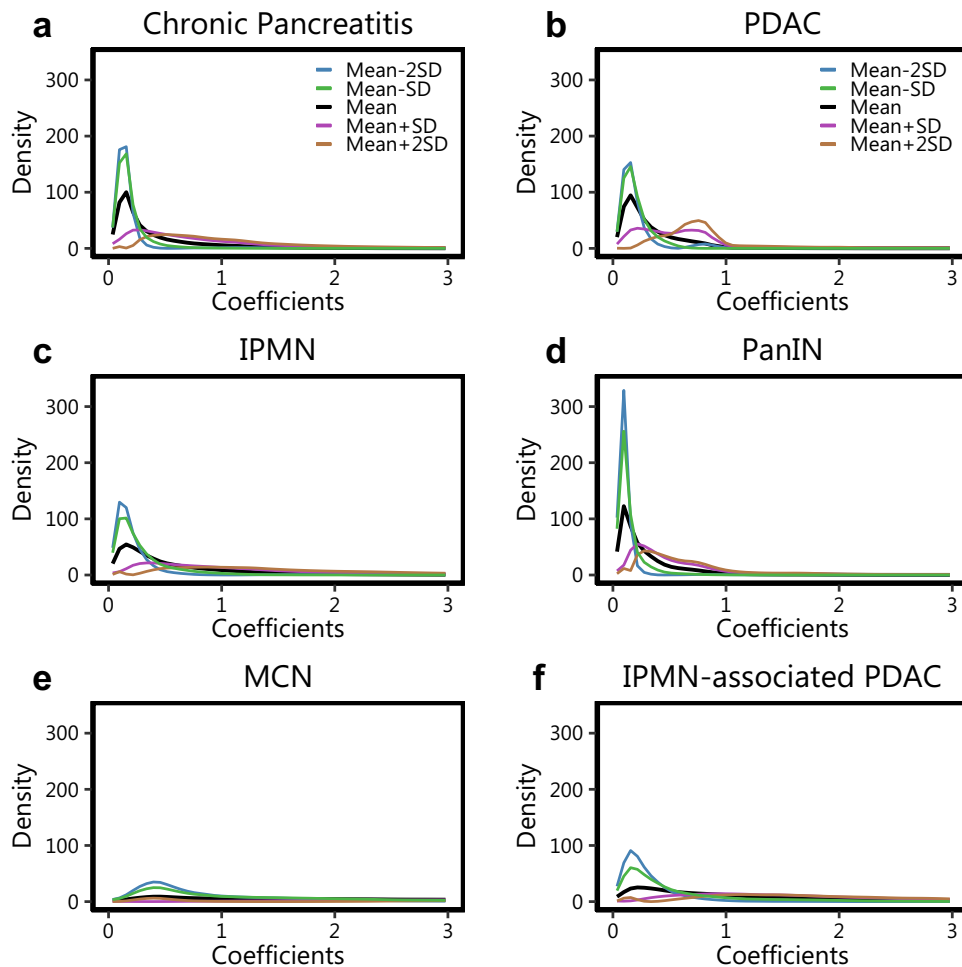 a Chronic Pancreatitis
300
200
100
0
Density
Mean-2SD
Mean-SD
Mean
Mean+SD
Mean+2SD
0 1 2 3
Coefficients
b PDAC
300
200
100
0
Density
Mean-2SD
Mean-SD
Mean
Mean+SD
Mean+2SD
0 1 2 3
Coefficients
c IPMN
300
200
100
0
Density
0 1 2 3
Coefficients
d PanIN
300
200
100
0
Density
0 1 2 3
Coefficients
e MCN
300
200
100
0
Density
0 1 2 3
Coefficients
f IPMN-associated PDAC
300
200
100
0
Density
0 1 2 3
Coefficients